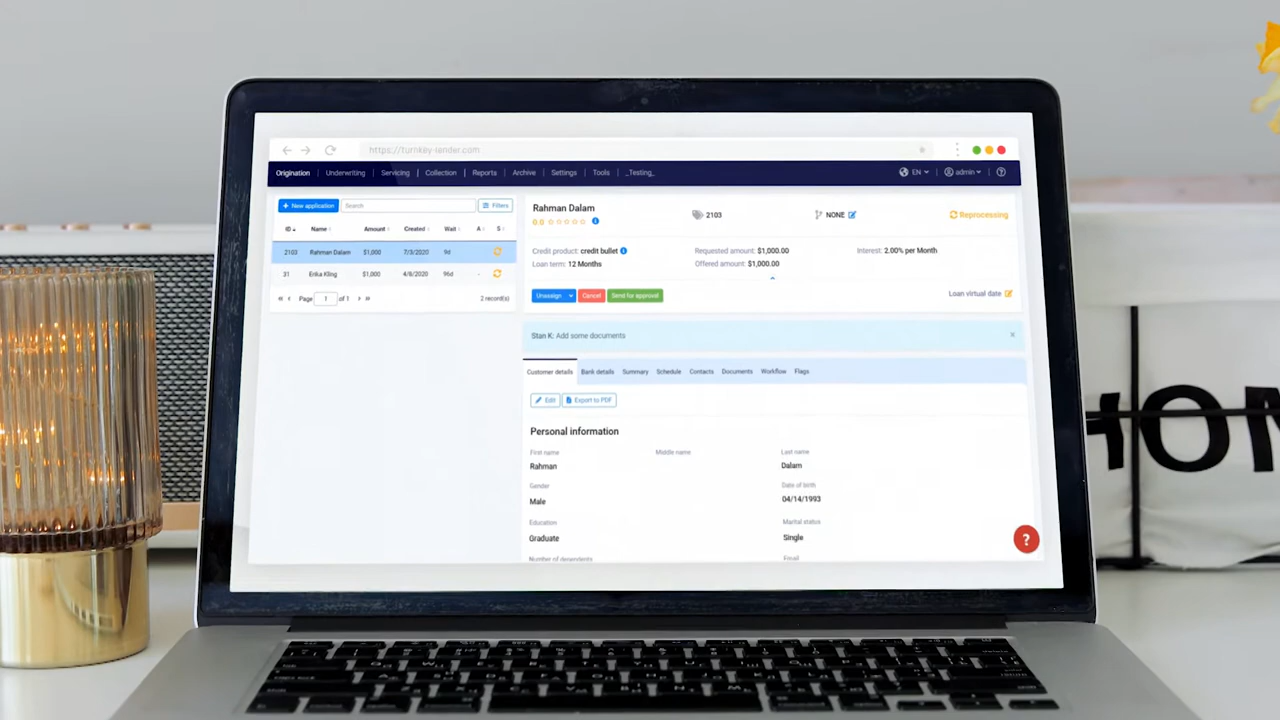 https://turnkey-lender.com
Origination | Underwriting | Servicing | Collection | Reports | Archive | Settings | Tools | _Testing_
EN | admin |
+ New application Search Filters
ID Name Amount Created Wait A S
2103 Rahman Dalam $1,000 7/3/2020 9d
31 Erika Kling $1,000 4/6/2020 96d -
Page 1 of 1 2 record(s)
Rahman Dalam 2103 NONE Reprocessing
0.0
Credit product: credit bullet Requested amount: $1,000.00 Interest: 2.00% per Month
Loan term: 12 Months Offered amount: $1,000.00
Unassign Cancel Send for approval Loan virtual date
Stan K: Add some documents
Customer details Bank details Summary Schedule Contacts Documents Workflow Flags
Edit Export to PDF
Personal information
First name Middle name Last name
Rahman Dalam
Gender Date of birth
Male 04/14/1993
Education Marital status
Graduate Single
Number of dependents Email
?
HOM